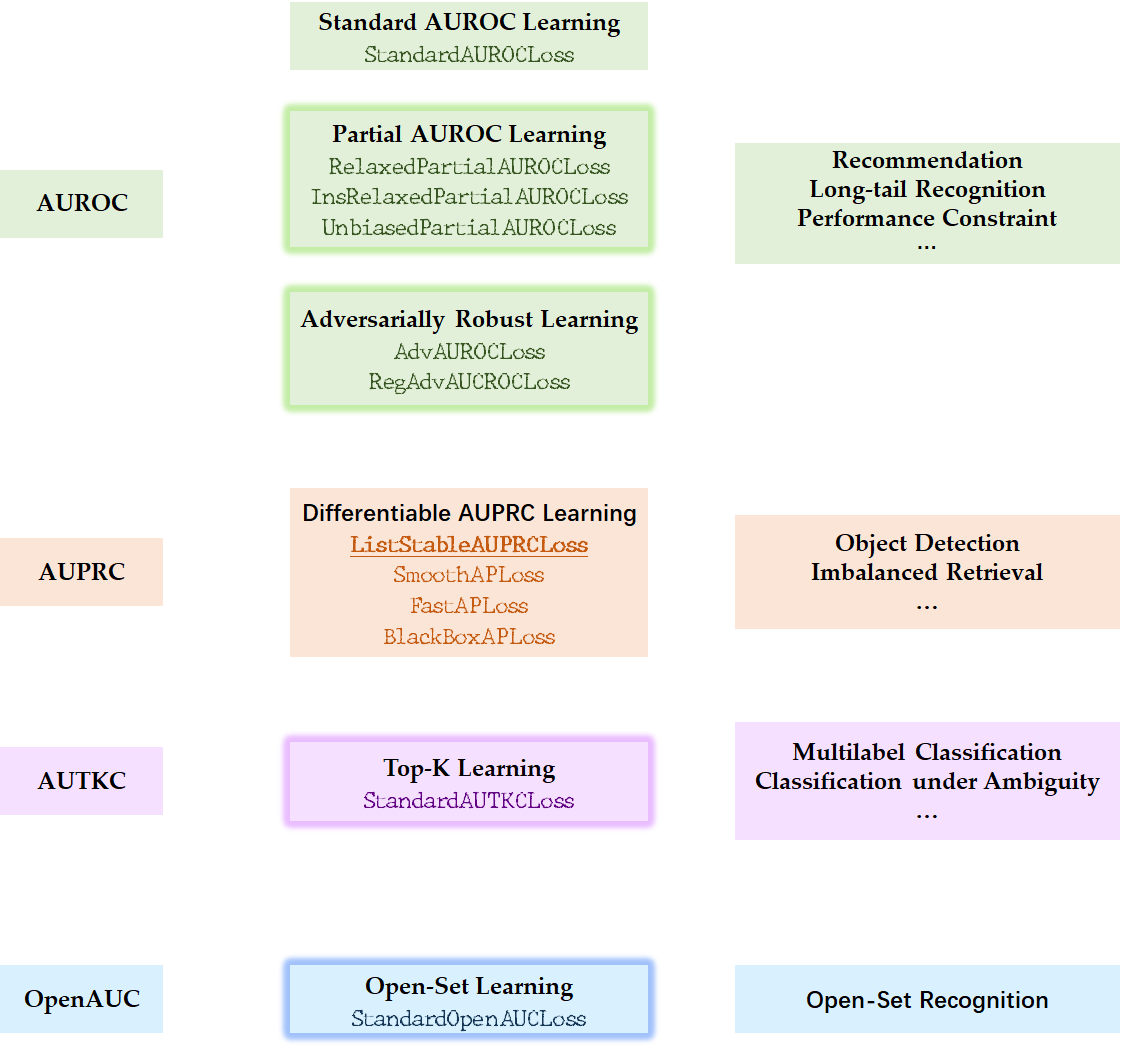 Standard AUROC Learning
StandardAUROCLoss
Partial AUROC Learning
RelaxedPartialAUROCLoss
InsRelaxedPartialAUROCLoss
UnbiasedPartialAUROCLoss
AUROC
Recommendation
Long-tail Recognition
Performance Constraint
...
Adversarially Robust Learning
AdvAUROCLoss
RegAdvAUCROCLoss
AUPRC
Differentiable AUPRC Learning
ListStableAUPRCLoss
SmoothAPLoss
FastAPLoss
BlackBoxAPLoss
Object Detection
Imbalanced Retrieval
...
AUTKC
Top-K Learning
StandardAUTKCLoss
Multilabel Classification
Classification under Ambiguity
...
OpenAUC
Open-Set Learning
StandardOpenAUCLoss
Open-Set Recognition